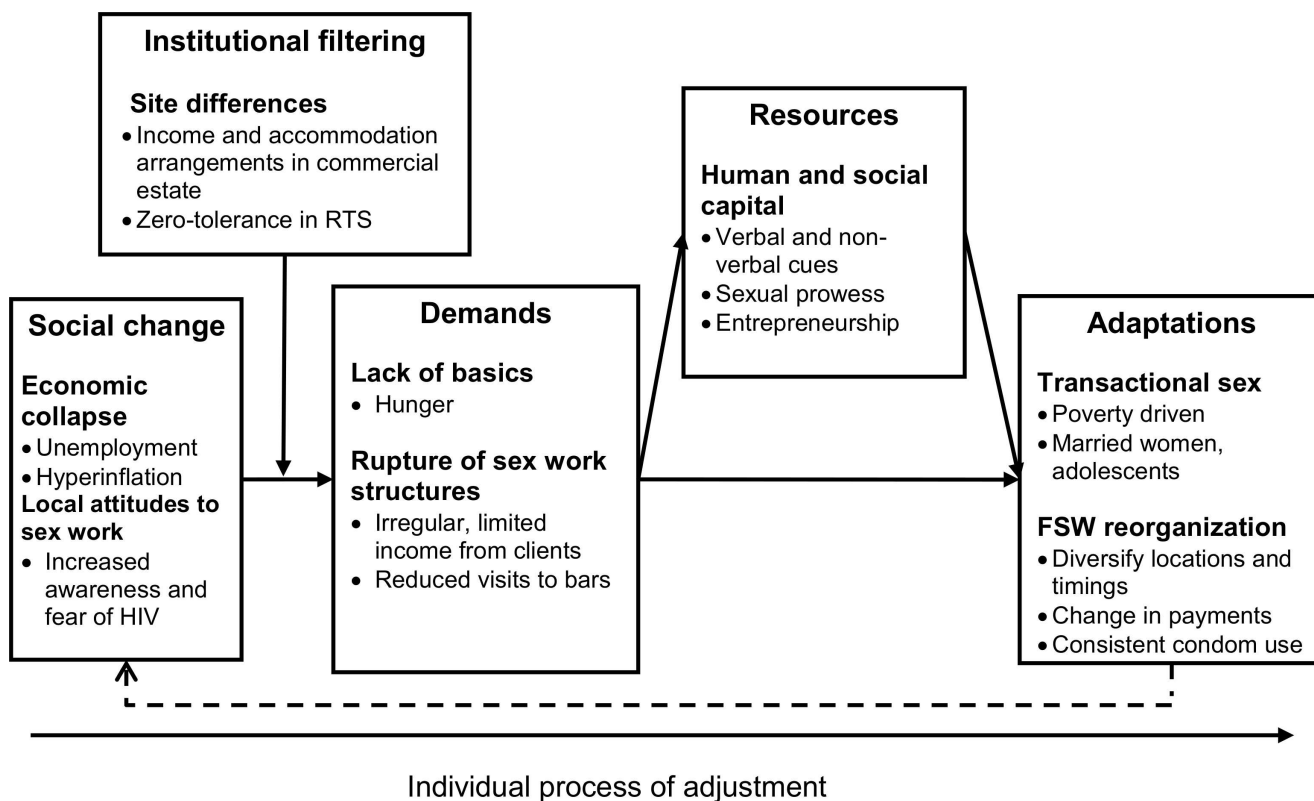 Institutional filtering
Site differences
• Income and accommodation
arrangements in commercial
estate
• Zero-tolerance in RTS
Social change
Economic
collapse
• Unemployment
• Hyperinflation
Local attitudes to
sex work
• Increased
awareness and
fear of HIV
Demands
Lack of basics
• Hunger
Rupture of sex work
structures
• Irregular, limited
income from clients
• Reduced visits to bars
Resources
Human and social
capital
• Verbal and non-
verbal cues
• Sexual prowess
• Entrepreneurship
Adaptations
Transactional sex
• Poverty driven
• Married women,
adolescents
FSW reorganization
• Diversify locations and
timings
• Change in payments
• Consistent condom use
Individual process of adjustment